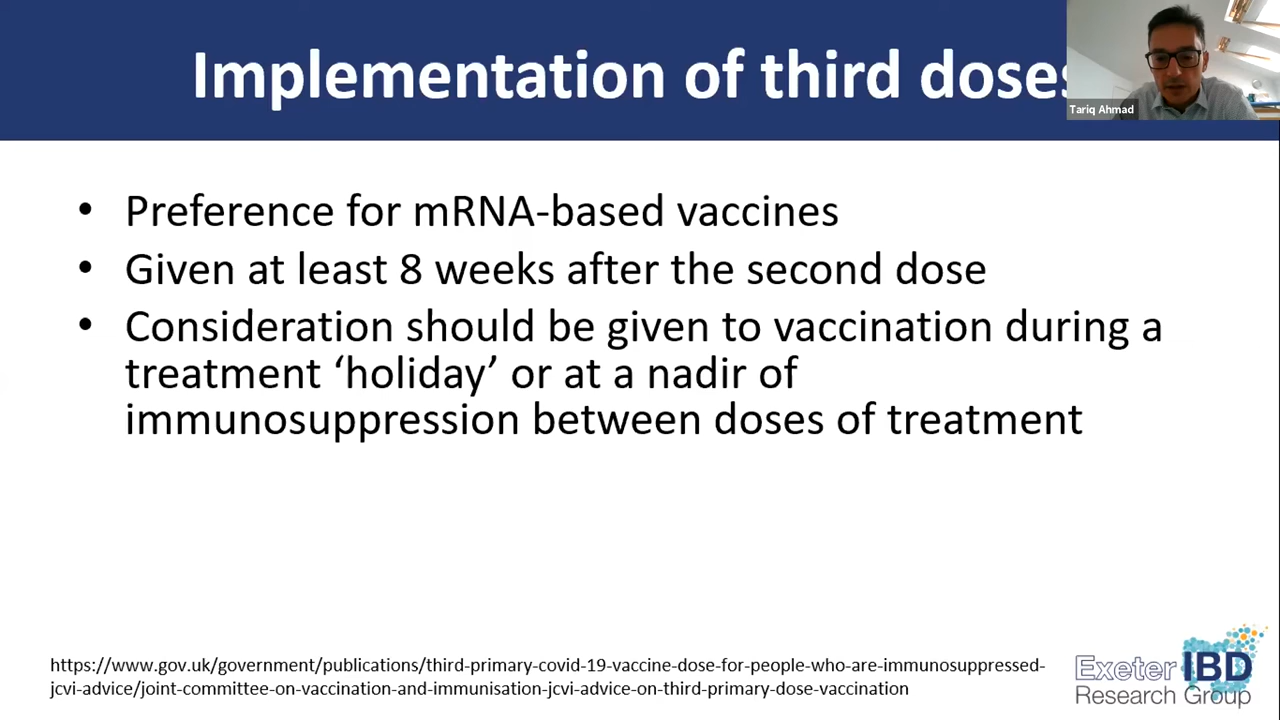 Implementation of third doses
Tariq Ahmad
• Preference for mRNA-based vaccines
• Given at least 8 weeks after the second dose
• Consideration should be given to vaccination during a
treatment ‘holiday’ or at a nadir of
immunosuppression between doses of treatment
https://www.gov.uk/government/publications/third-primary-covid-19-vaccine-dose-for-people-who-are-immunosuppressed-
jcvi-advice/joint-committee-on-vaccination-and-immunisation-jcvi-advice-on-third-primary-dose-vaccination
Exeter IBD
Research Group